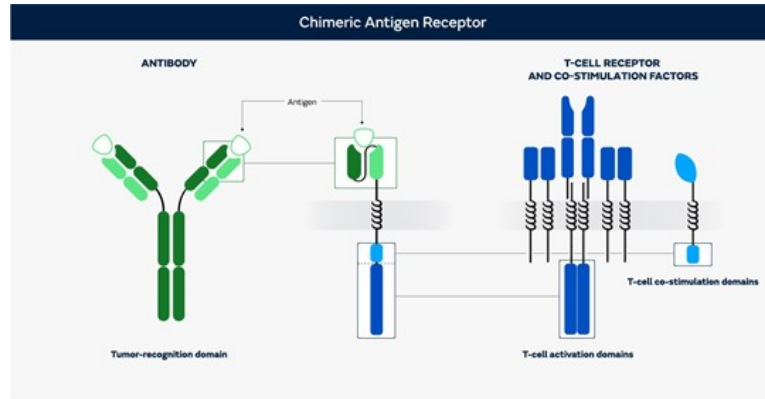 Chimeric Antigen Receptor
ANTIBODY
T-CELL RECEPTOR
AND CO-STIMULATION FACTORS
Antigen
T-cell co-stimulation domains
Tumor-recognition domain
T-cell activation domains